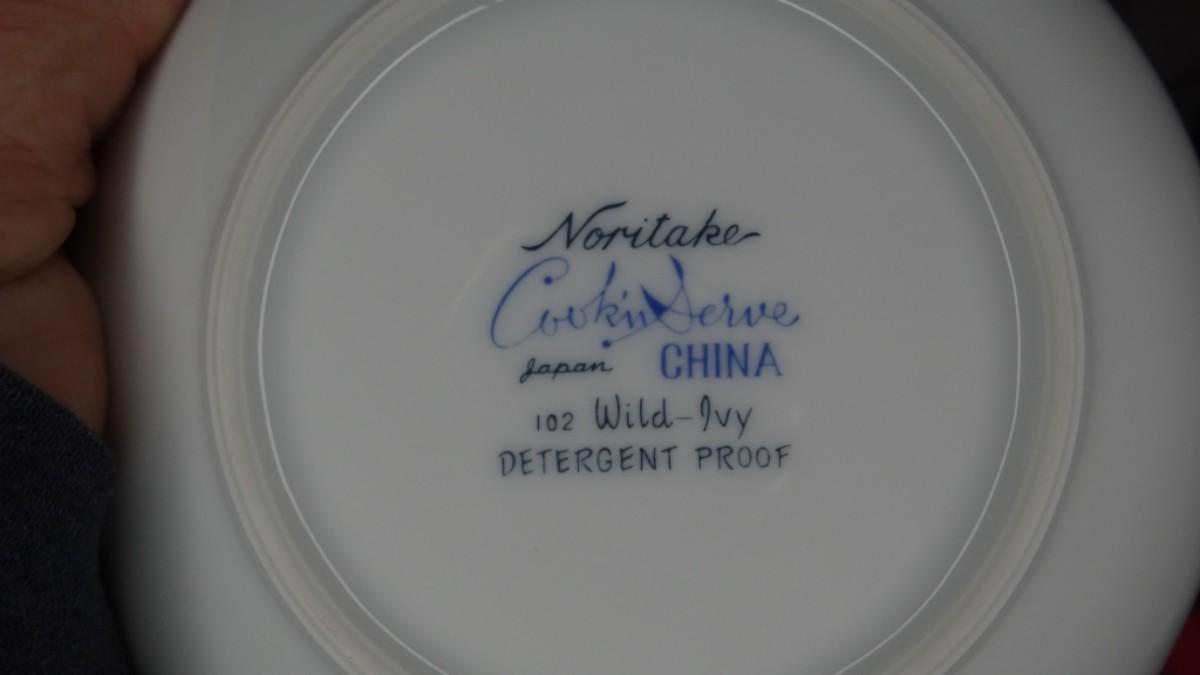 Noritake
Cook'n Serve
Japan CHINA
102 Wild-Ivy
DETERGENT PROOF